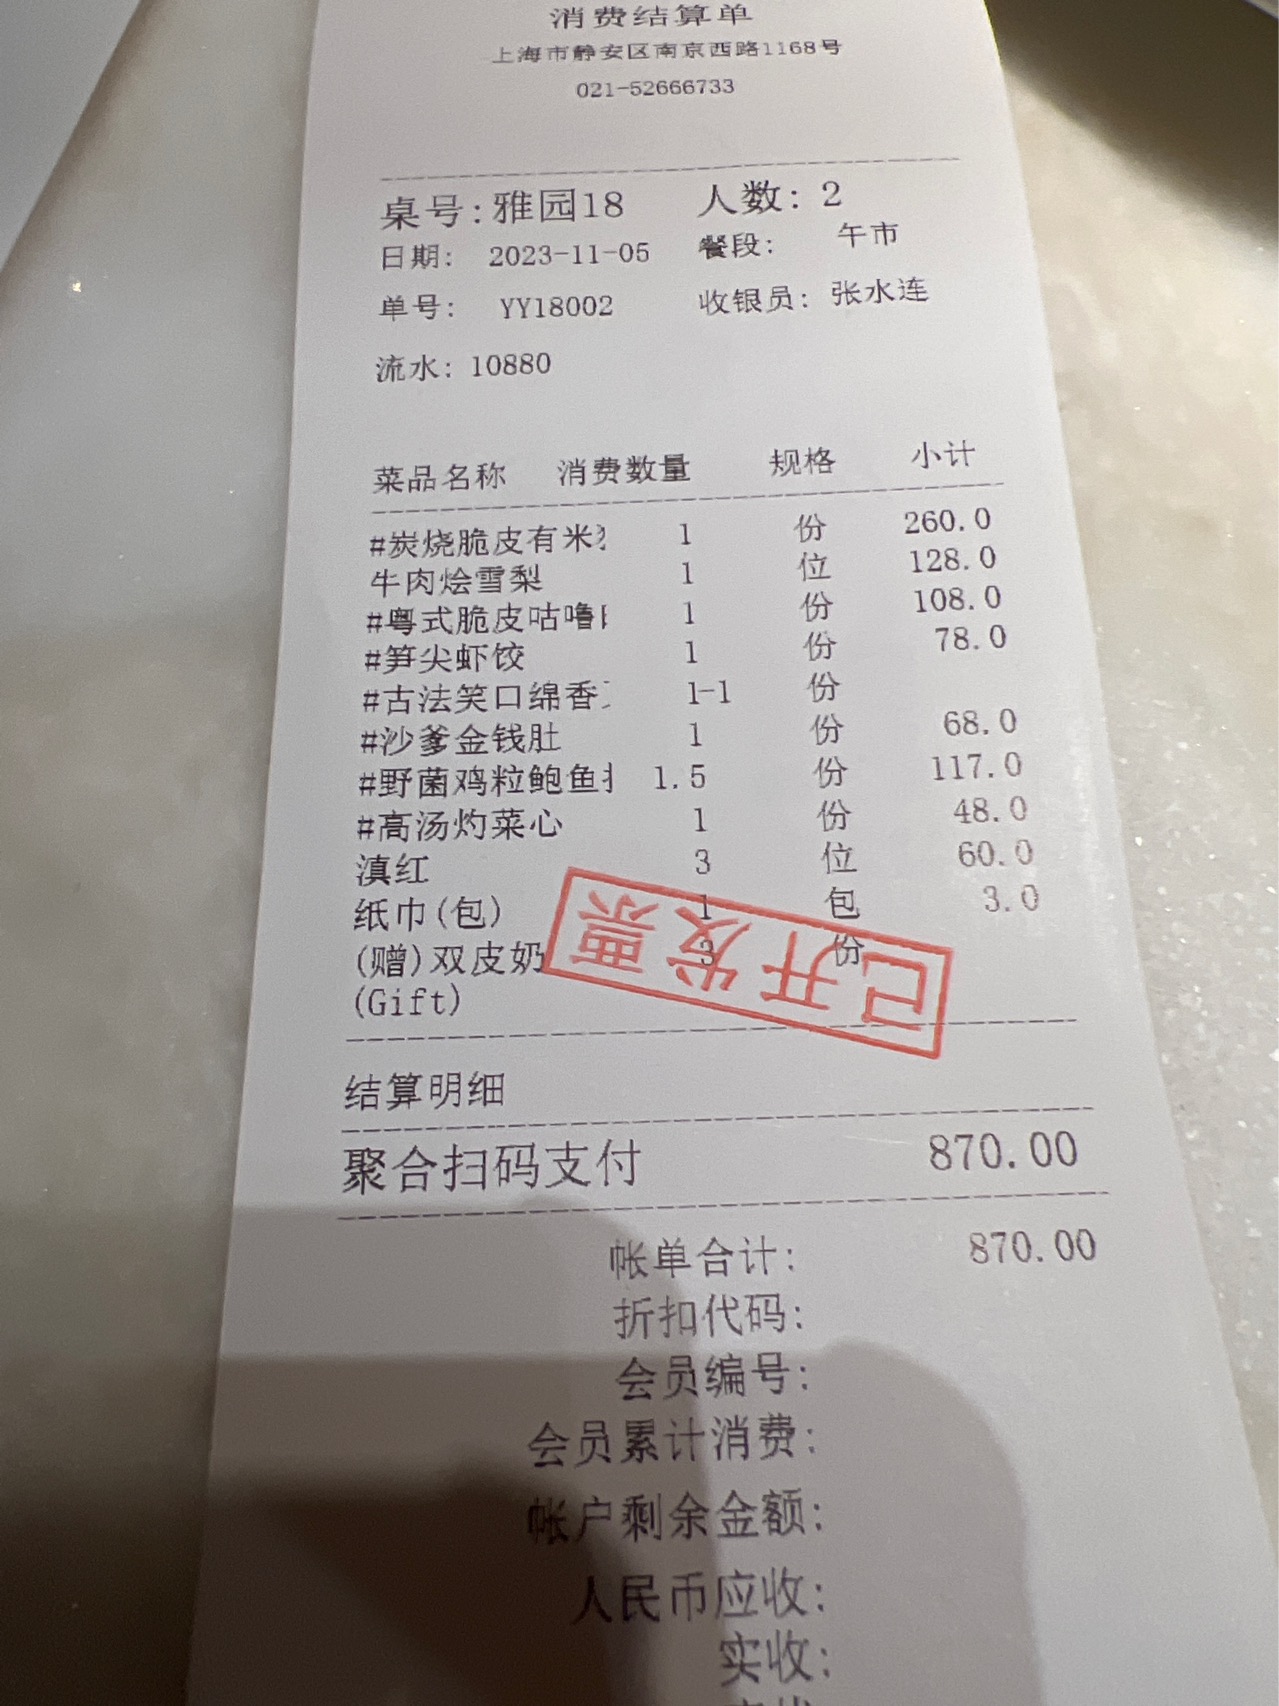 消费结算单
上海市静安区南京西路1168号
021-52666733
桌号:雅园18 人数: 2
日期: 2023-11-05 餐段: 午市
单号: YY18002 收银员: 张水连
流水: 10880
菜品名称 消费数量 规格 小计
#炭烧脆皮有米 1 份 260.0
牛肉烩雪梨 1 位 128.0
#粤式脆皮咕噜 1 份 108.0
#笋尖虾饺 1 份 78.0
#古法笑口绵香 1-1 份
#沙爹金钱肚 1 份 68.0
#野菌鸡粒鲍鱼 1.5 份 117.0
#高汤灼菜心 1 份 48.0
滇红 3 位 60.0
纸巾(包) 1 包 3.0
(赠)双皮奶 3 份
(Gift)
已开发票
结算明细
聚合扫码支付 870.00
帐单合计: 870.00
折扣代码:
会员编号:
会员累计消费:
帐户剩余金额:
人民币应收:
实收: